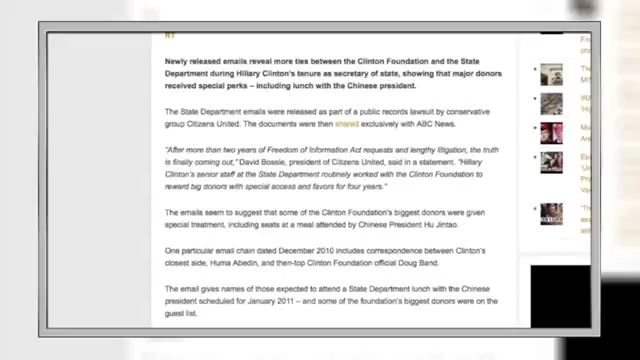 RT
Newly released emails reveal more ties between the Clinton Foundation and the State
Department during Hillary Clinton's tenure as secretary of state, showing that major donors
received special perks – including lunch with the Chinese president.
The State Department emails were released as part of a public records lawsuit by conservative
group Citizens United. The documents were then shared exclusively with ABC News.
"After more than two years of Freedom of Information Act requests and lengthy litigation, the truth
is finally coming out," David Bossie, president of Citizens United, said in a statement. "Hillary
Clinton's senior staff at the State Department routinely worked with the Clinton Foundation to
reward big donors with special access and favors for four years."
The emails seem to suggest that some of the Clinton Foundation's biggest donors were given
special treatment, including seats at a meal attended by Chinese President Hu Jintao.
One particular email chain dated December 2010 includes correspondence between Clinton's
closest aide, Huma Abedin, and then-top Clinton Foundation official Doug Band.
The email gives names of those expected to attend a State Department lunch with the Chinese
president scheduled for January 2011 – and some of the foundation's biggest donors were on the
guest list.